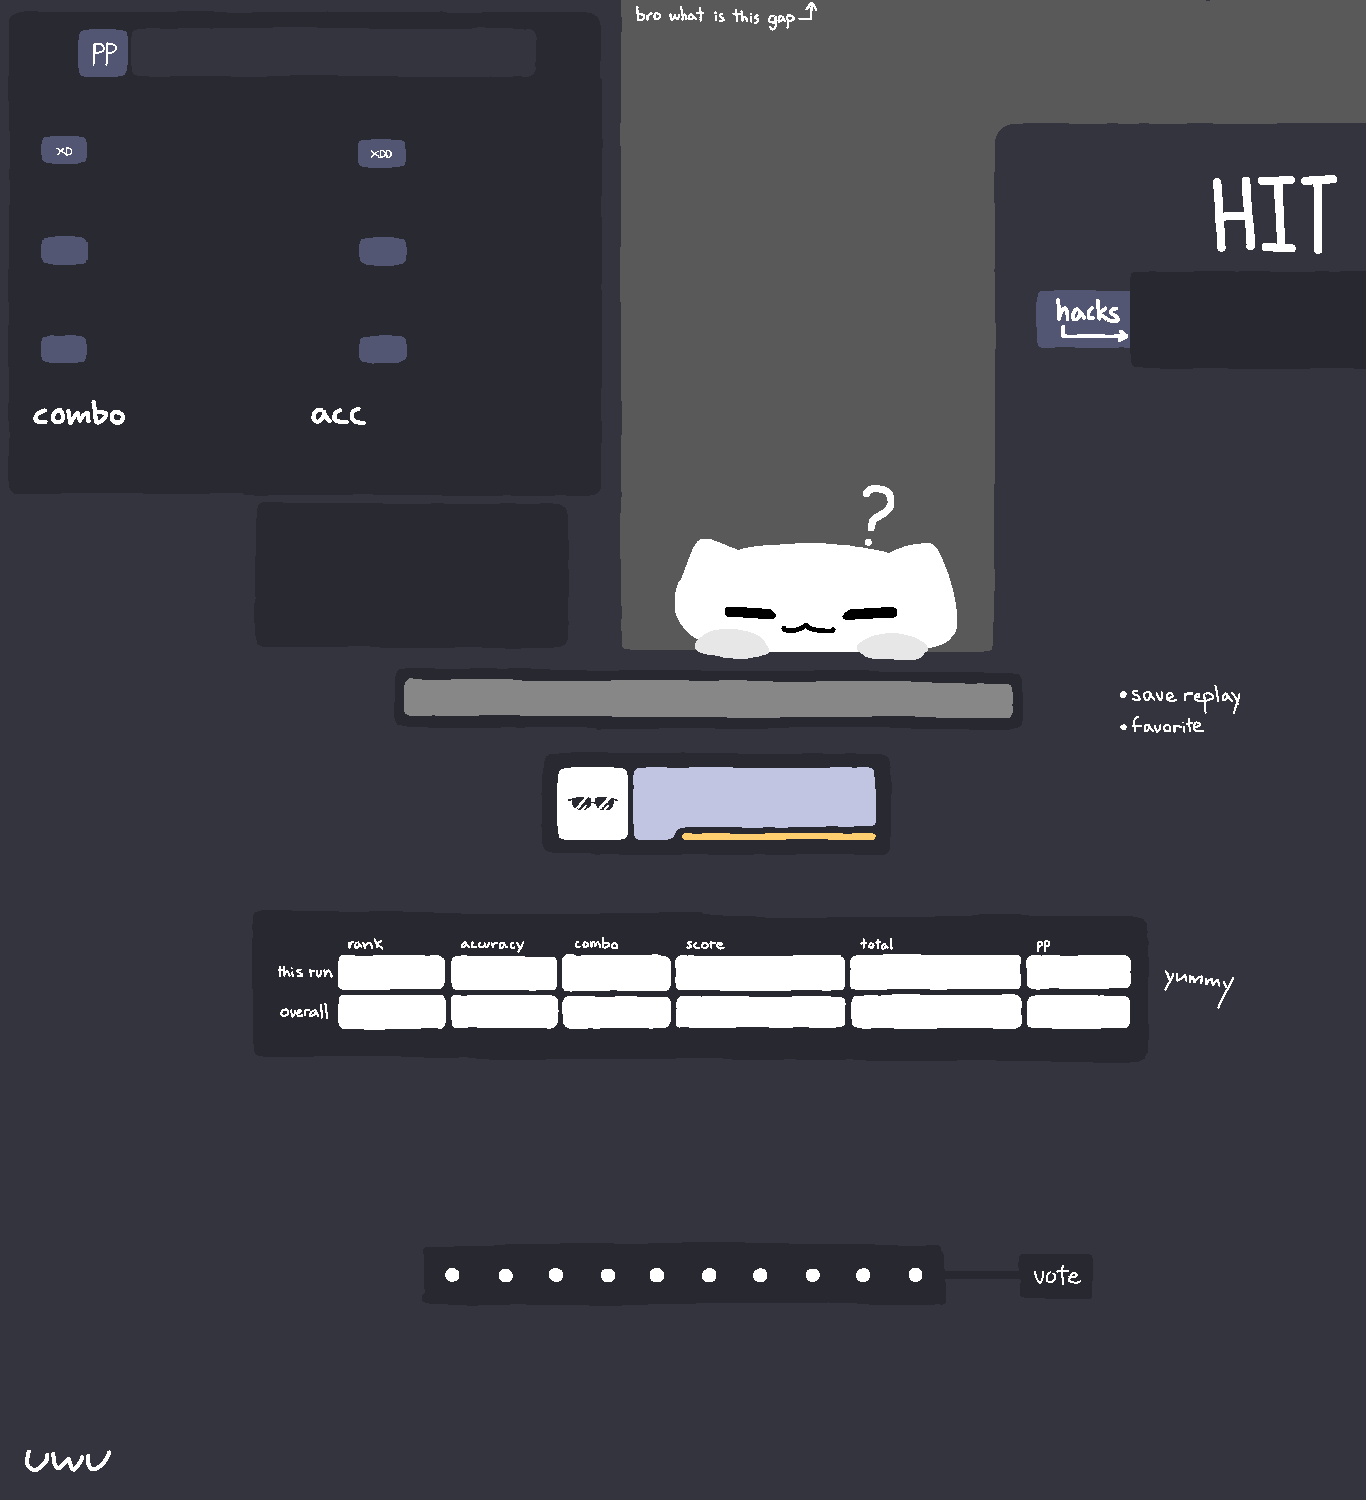 bro what is this gap
PP
XD
XDD
HIT
hacks
combo
acc
?
• save replay
• favorite
rank accuracy combo score total pp
this run
yummy
overall
vote
uwu